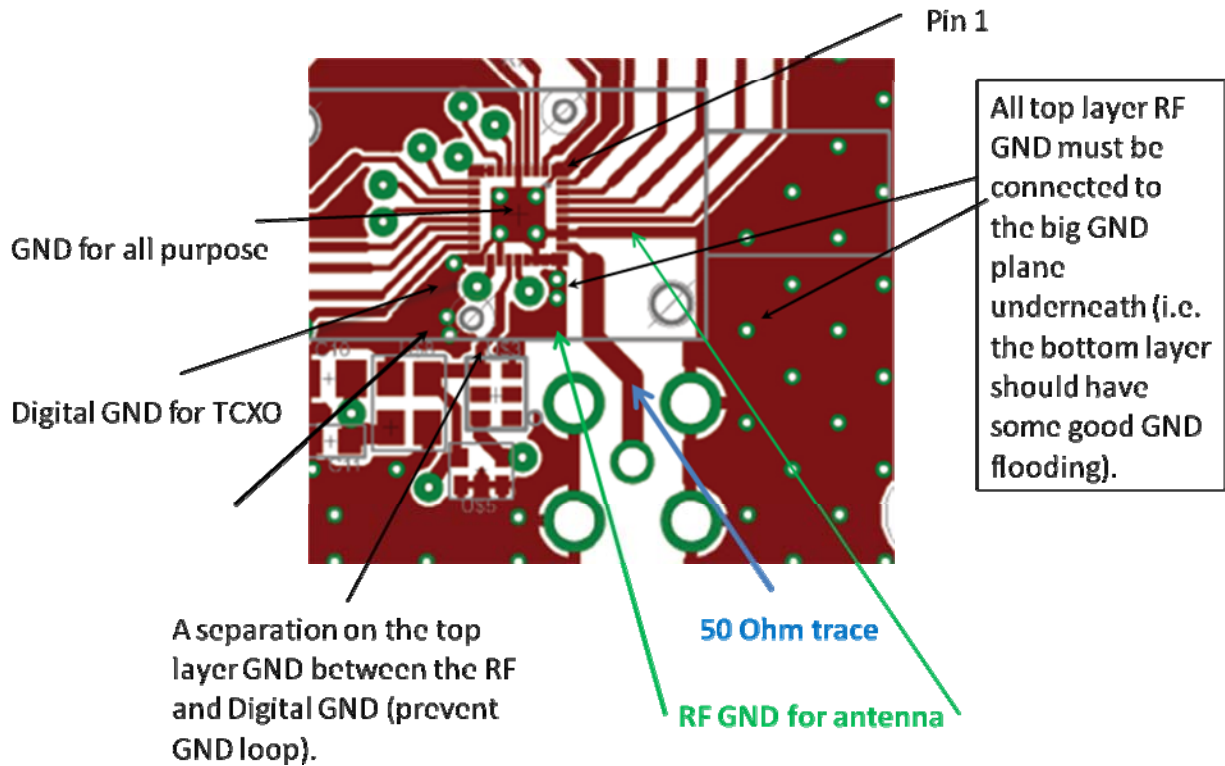 Pin 1
All top layer RF
GND must be
connected to
the big GND
plane
underneath (i.e.
the bottom layer
should have
some good GND
flooding).
GND for all purpose
Digital GND for TCXO
U$3
U$5
A separation on the top
layer GND between the RF
and Digital GND (prevent
GND loop).
50 Ohm trace
RF GND for antenna